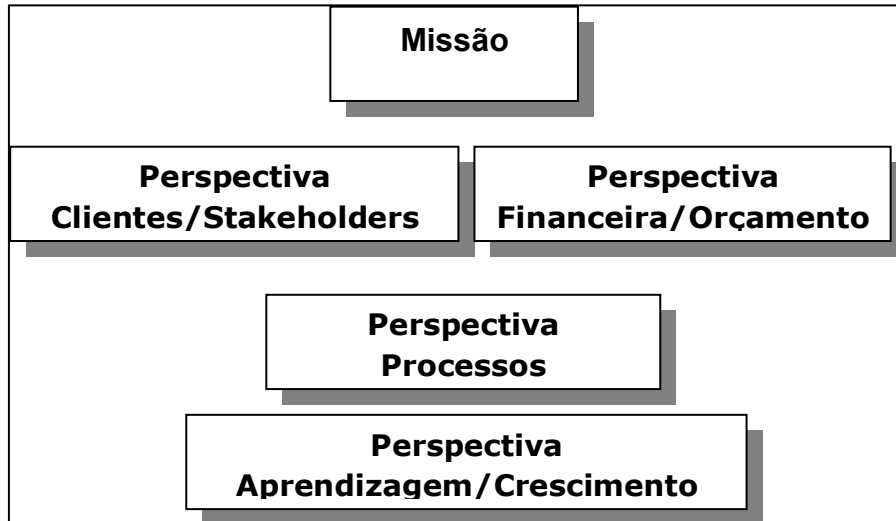 Missão
Perspectiva
Clientes/Stakeholders
Perspectiva
Financeira/Orçamento
Perspectiva
Processos
Perspectiva
Aprendizagem/Crescimento